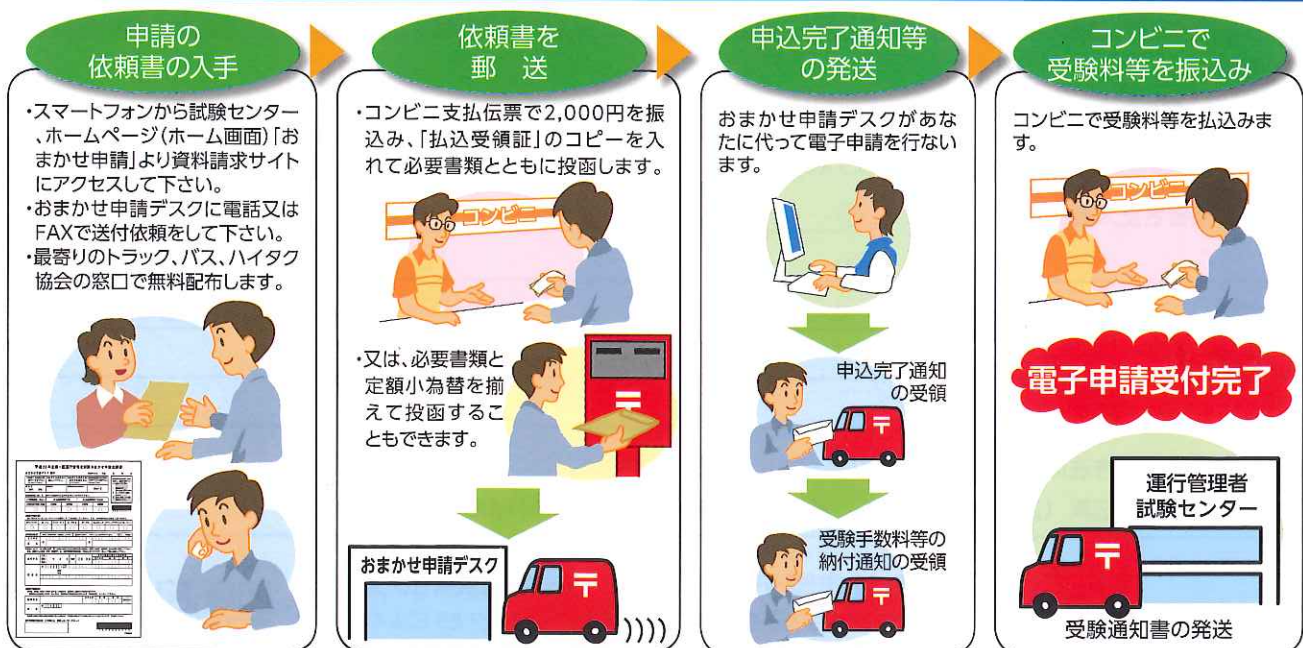 申請の
依頼書の入手
・スマートフォンから試験センター
、ホームページ(ホーム画面)「お
まかせ申請」より資料請求サイト
にアクセスして下さい。
・おまかせ申請デスクに電話又は
FAXで送付依頼をして下さい。
・最寄りのトラック、バス、ハイタク
協会の窓口で無料配布します。
依頼書を
郵 送
・コンビニ支払伝票で2,000円を振
込み、「払込受領証」のコピーを入
れて必要書類とともに投函します。
コンビニ
・又は、必要書類と
定額小為替を揃
えて投函するこ
ともできます。
〒
おまかせ申請デスク
〒
申込完了通知等
の発送
おまかせ申請デスクがあな
たに代って電子申請を行ない
ます。
申込完了通知
の受領
〒
受験手数料等の
納付通知の受領
〒
コンビニで
受験料等を振込み
コンビニで受験料等を払込みま
す。
コンビニ
電子申請受付完了
運行管理者
試験センター
〒
受験通知書の発送